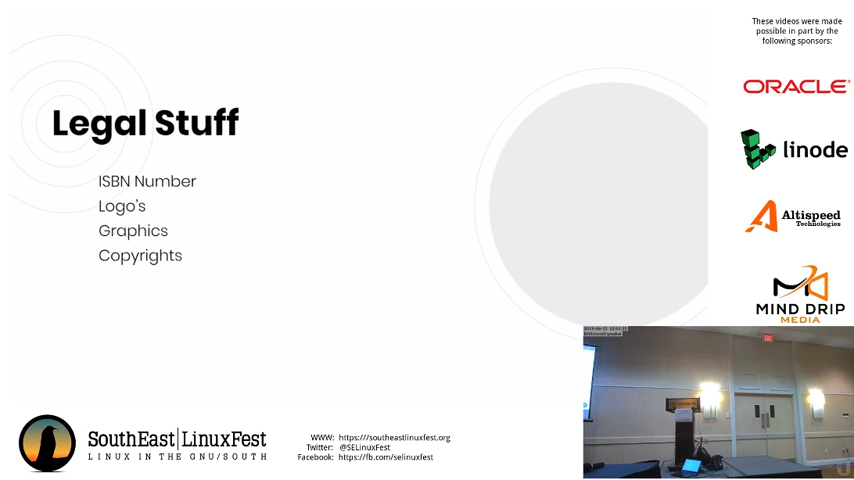 These videos were made
possible in part by the
following sponsors:
ORACLE
linode
Altispeed
Technologies
MIND DRIP
MEDIA
Legal Stuff
ISBN Number
Logo's
Graphics
Copyrights
SouthEast|LinuxFest
LINUX IN THE GNU/SOUTH
WWW: https:///southeastlinuxfest.org
Twitter: @SELinuxFest
Facebook: https://fb.com/selinuxfest